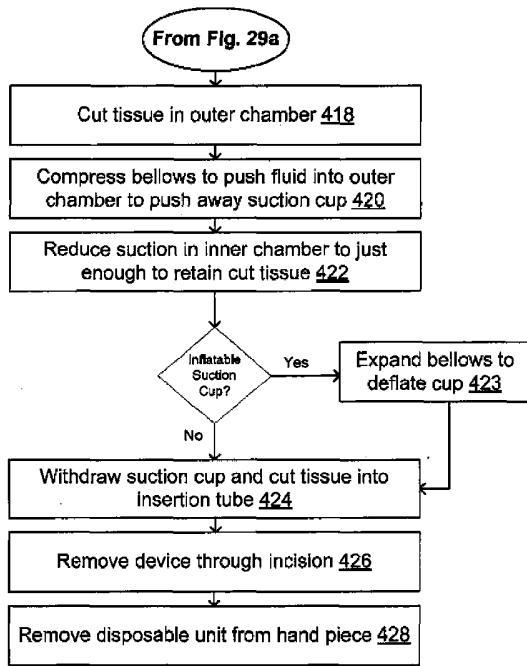 From Fig. 29a
Cut tissue in outer chamber 418
Compress bellows to push fluid into outer
chamber to push away suction cup 420
Reduce suction in inner chamber to just
enough to retain cut tissue 422
Inflatable
Suction
Cup?
Yes
Expand bellows to
deflate cup 423
No
Withdraw suction cup and cut tissue into
insertion tube 424
Remove device through incision 426
Remove disposable unit from hand piece 428